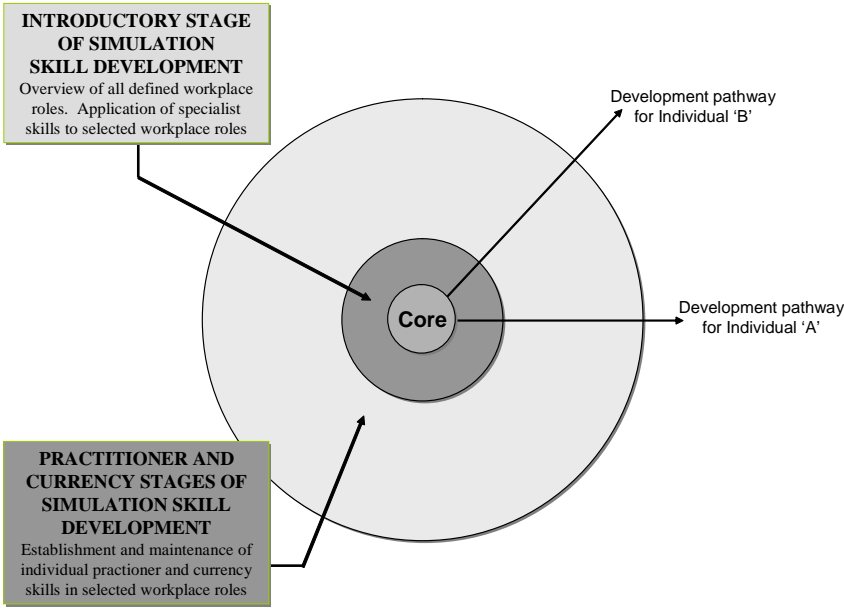 INTRODUCTORY STAGE
OF SIMULATION
SKILL DEVELOPMENT
Overview of all defined workplace
roles. Application of specialist
skills to selected workplace roles
Development pathway
for Individual ‘B’
Core
Development pathway
for Individual ‘A’
PRACTITIONER AND
CURRENCY STAGES OF
SIMULATION SKILL
DEVELOPMENT
Establishment and maintenance of
individual practioner and currency
skills in selected workplace roles